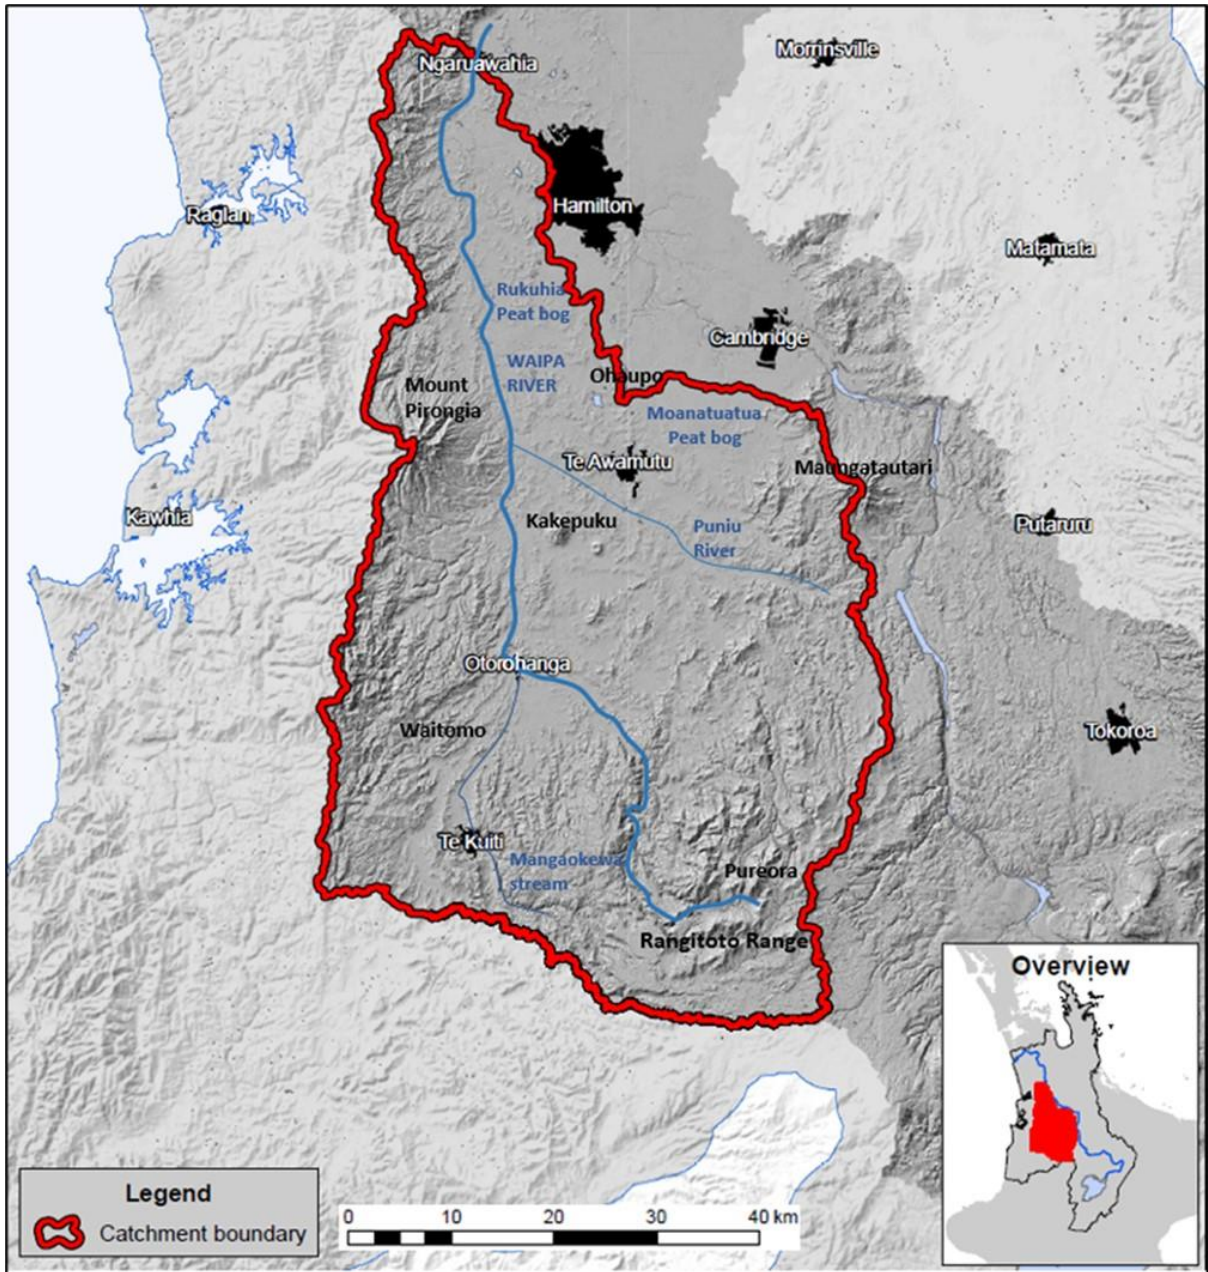 Morrinsville
Ngaruawahia
Hamilton
Raglan
Matamata
Rukuhia
Peat bog
Cambridge
WAIPA
RIVER
Ohaupo
Mount
Pirongia
Moanatuatua
Peat bog
Te Awamutu
Maungatautari
Kawhia
Kakepuku
Puniu
River
Putaruru
Otorohanga
Waitomo
Tokoroa
Te Kuiti
Mangaokewa
stream
Pureora
Rangitoto Range
Overview
Legend
Catchment boundary
0 10 20 30 40 km